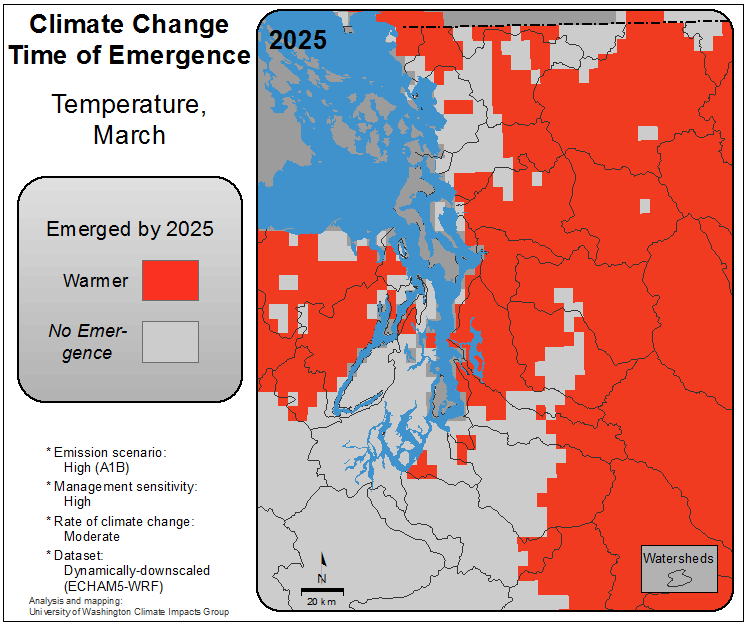 Climate Change
Time of Emergence
Temperature,
March
Emerged by 2025
Warmer
No Emer-
gence
* Emission scenario:
High (A1B)
* Management sensitivity:
High
* Rate of climate change:
Moderate
* Dataset:
Dynamically-downscaled
(ECHAM5-WRF)
Analysis and mapping:
University of Washington Climate Impacts Group
2025
N
20 km
Watersheds